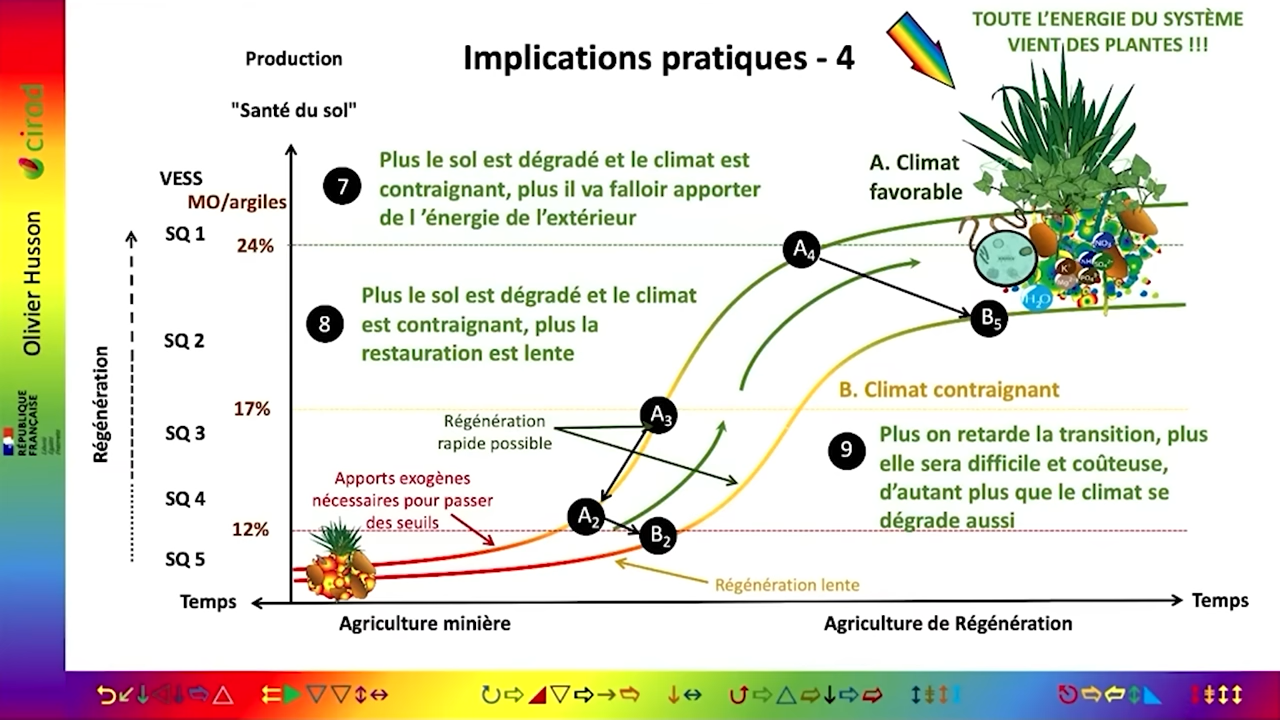 Implications pratiques - 4
TOUTE L'ENERGIE DU SYSTÈME
VIENT DES PLANTES !!!
Production
"Santé du sol"
VESS
MO/argiles
SQ 1
24%
SQ 2
17%
SQ 3
SQ 4
12%
SQ 5
Régénération
7
Plus le sol est dégradé et le climat est
contraignant, plus il va falloir apporter
de l 'énergie de l'extérieur
8
Plus le sol est dégradé et le climat
est contraignant, plus la
restauration est lente
A. Climat
favorable
A4
B5
NO3
K+
H2O
B. Climat contraignant
A3
Régénération
rapide possible
9
Plus on retarde la transition, plus
elle sera difficile et coûteuse,
d'autant plus que le climat se
dégrade aussi
Apports exogènes
nécessaires pour passer
des seuils
A2
B2
Régénération lente
Temps
Temps
Agriculture minière
Agriculture de Régénération
cirad
Olivier Husson
RÉPUBLIQUE
FRANÇAISE